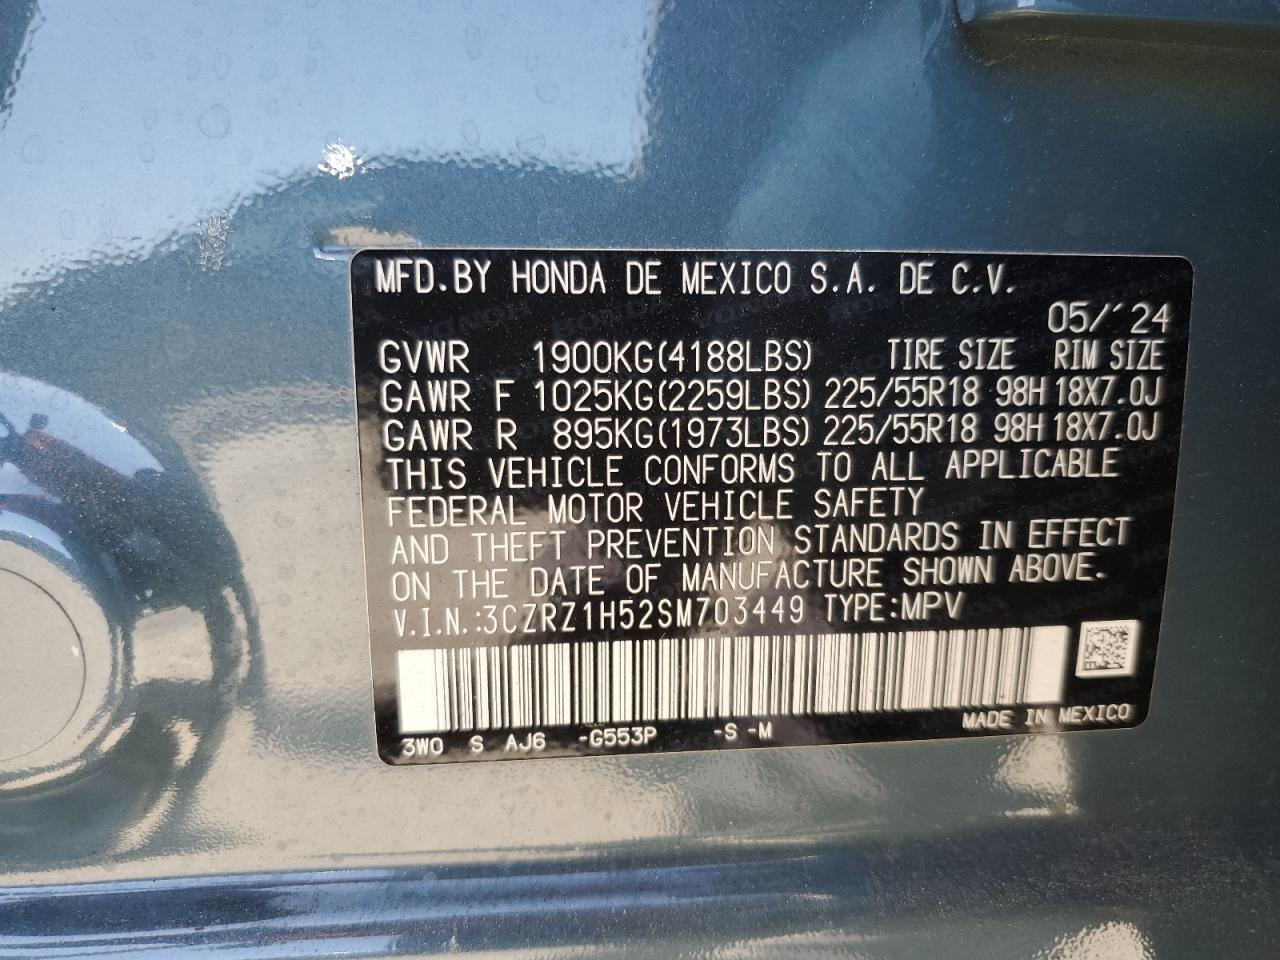 MFD.BY HONDA DE MEXICO S.A. DE C.V.
05/'24
GVWR 1900KG(4188LBS) TIRE SIZE RIM SIZE
GAWR F 1025KG(2259LBS) 225/55R18 98H 18X7.0J
GAWR R 895KG(1973LBS) 225/55R18 98H 18X7.0J
THIS VEHICLE CONFORMS TO ALL APPLICABLE
FEDERAL MOTOR VEHICLE SAFETY
AND THEFT PREVENTION STANDARDS IN EFFECT
ON THE DATE OF MANUFACTURE SHOWN ABOVE.
V.I.N.:3CZRZ1H52SM703449 TYPE:MPV
MADE IN MEXICO
3W0 S AJ6 -G553P -S -M